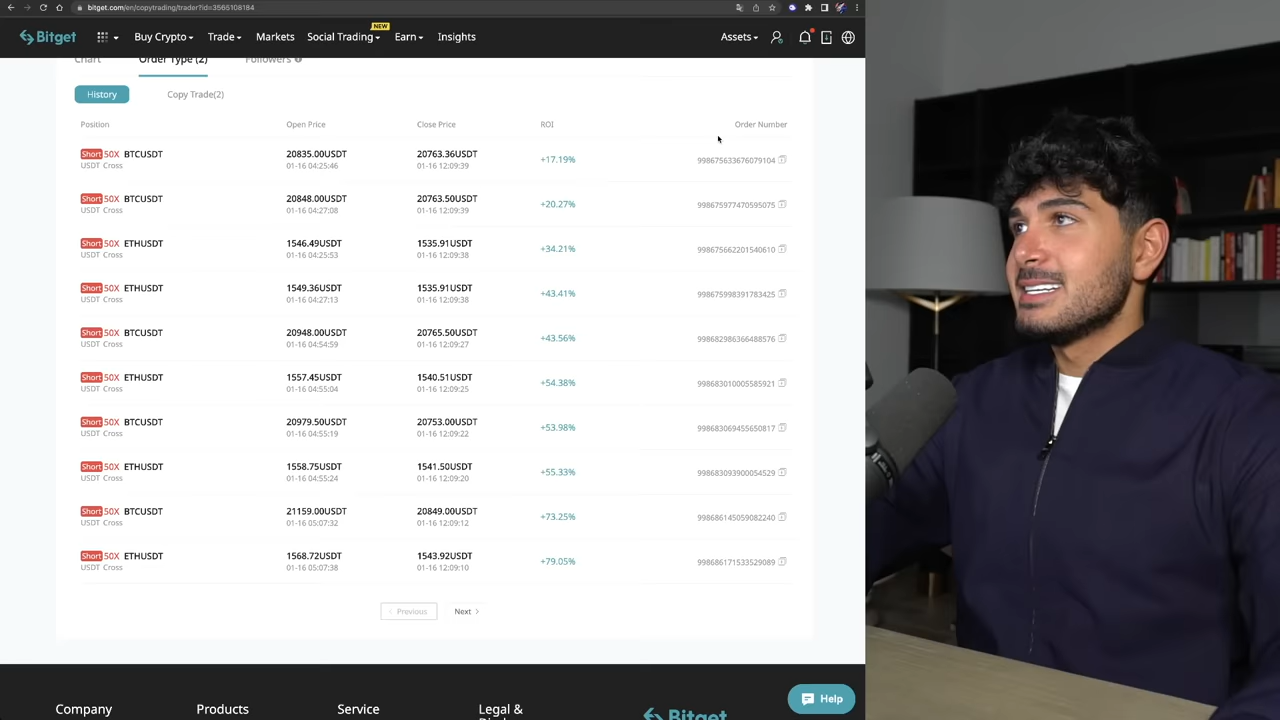 bitget.com/en/copytrading/trader?id=3565108184
Bitget
Buy Crypto
Trade
Markets
Social Trading
NEW
Earn
Insights
Assets
Chart
Order Type (2)
Followers
History
Copy Trade(2)
Position Open Price Close Price ROI Order Number
Short 50X BTCUSDT 20835.00USDT 20763.36USDT +17.19% 998675633676079104
USDT Cross 01-16 04:25:46 01-16 12:09:39
Short 50X BTCUSDT 20848.00USDT 20763.50USDT +20.27% 998675977470595075
USDT Cross 01-16 04:27:08 01-16 12:09:39
Short 50X ETHUSDT 1546.49USDT 1535.91USDT +34.21% 998675662201540610
USDT Cross 01-16 04:25:53 01-16 12:09:38
Short 50X ETHUSDT 1549.36USDT 1535.91USDT +43.41% 998675998391783425
USDT Cross 01-16 04:27:13 01-16 12:09:38
Short 50X BTCUSDT 20948.00USDT 20765.50USDT +43.56% 998682986366488576
USDT Cross 01-16 04:54:59 01-16 12:09:27
Short 50X ETHUSDT 1557.45USDT 1540.51USDT +54.38% 998683010005585921
USDT Cross 01-16 04:55:04 01-16 12:09:25
Short 50X BTCUSDT 20979.50USDT 20753.00USDT +53.98% 998683069455650817
USDT Cross 01-16 04:55:19 01-16 12:09:22
Short 50X ETHUSDT 1558.75USDT 1541.50USDT +55.33% 998683093900054529
USDT Cross 01-16 04:55:24 01-16 12:09:20
Short 50X BTCUSDT 21159.00USDT 20849.00USDT +73.25% 998686145059082240
USDT Cross 01-16 05:07:32 01-16 12:09:12
Short 50X ETHUSDT 1568.72USDT 1543.92USDT +79.05% 998686171533529089
USDT Cross 01-16 05:07:38 01-16 12:09:10
< Previous
Next >
Help
Company
Products
Service
Legal &
Bitget